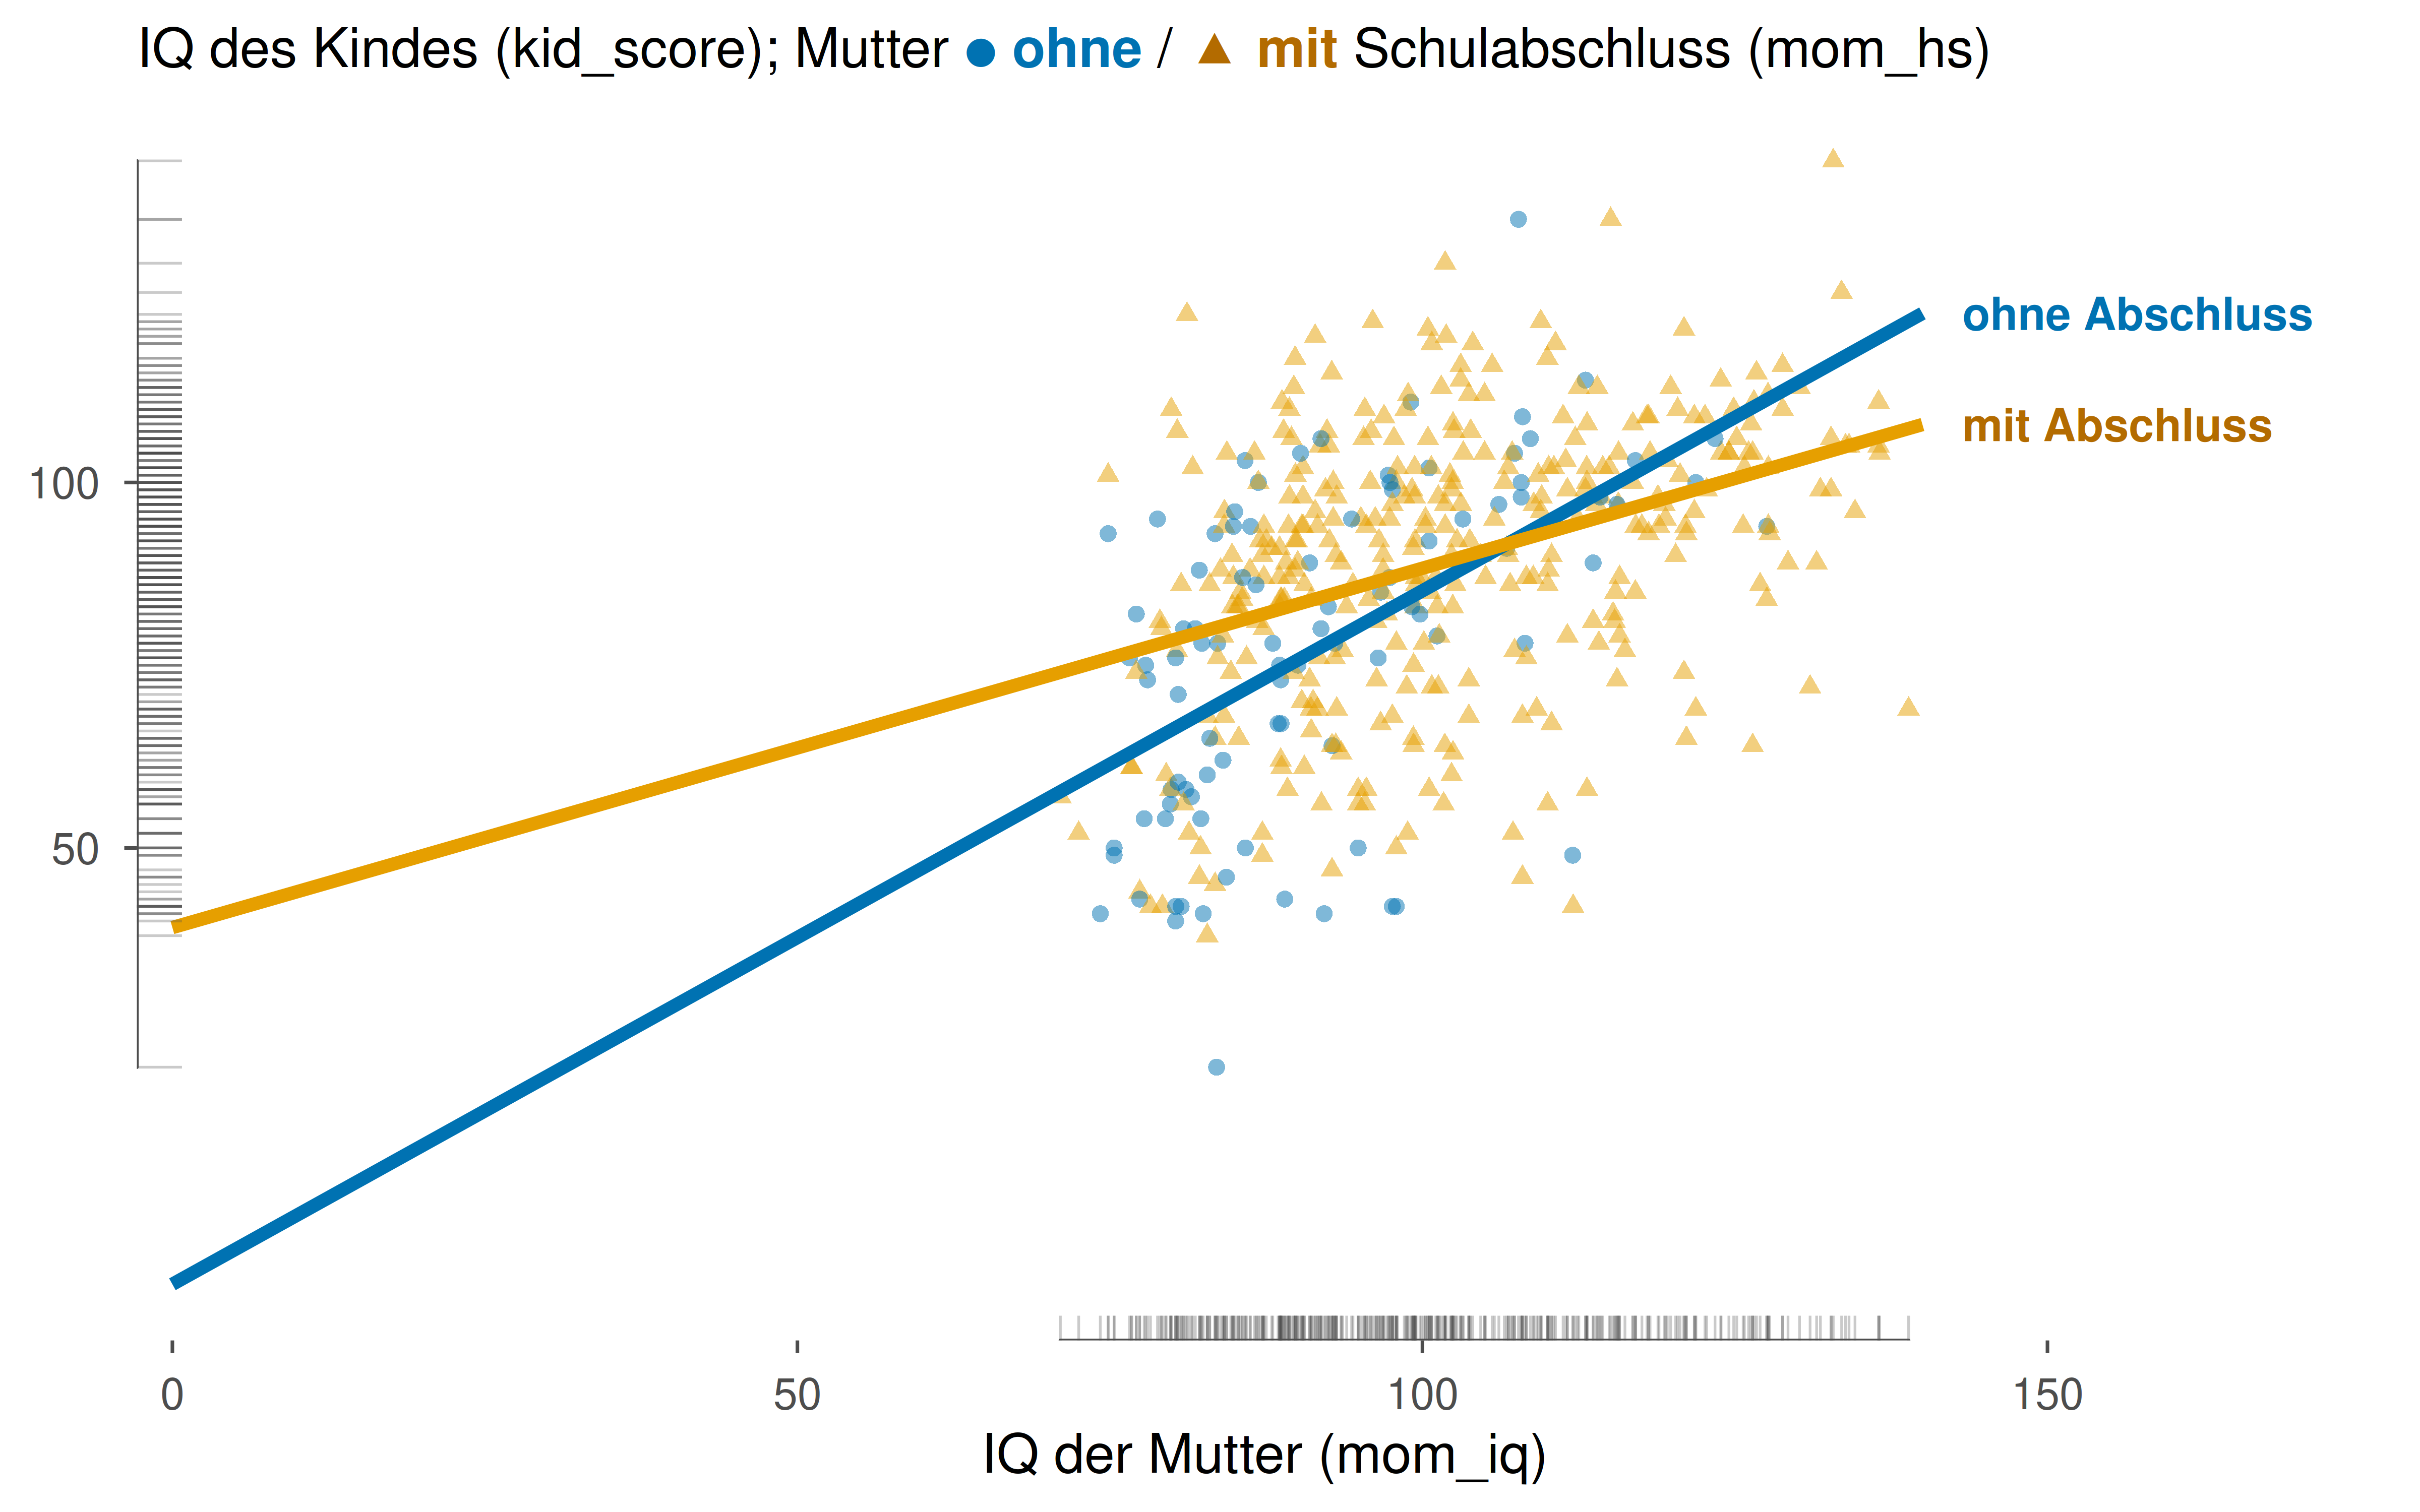 IQ des Kindes (kid_score); Mutter ● ohne / ▲ mit Schulabschluss (mom_hs)
ohne Abschluss
mit Abschluss
100
50
0 50 100 150
IQ der Mutter (mom_iq)